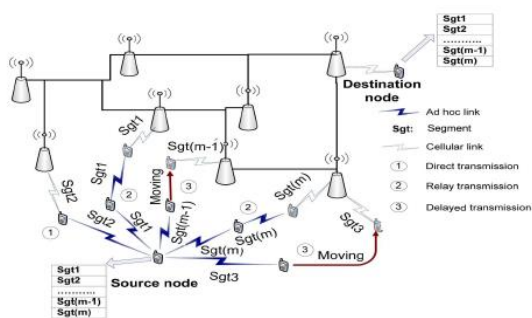 Sgt1
Sgt2
...........
Sgt(m-1)
Sgt(m)
Destination
node
Ad hoc link
Sgt: Segment
Cellular link
1 Direct transmission
2 Relay transmission
3 Delayed transmission
Sgt1
Sgt(m-1)
Sgt2
Sgt1
2
Moving
3
Sgt(m)
Sgt3
1
Sgt2
Sgt1
Sgt(m-1)
2
Sgt(m)
Sgt(m)
3
Moving
Sgt3
Source node
Sgt1
Sgt2
...........
Sgt(m-1)
Sgt(m)